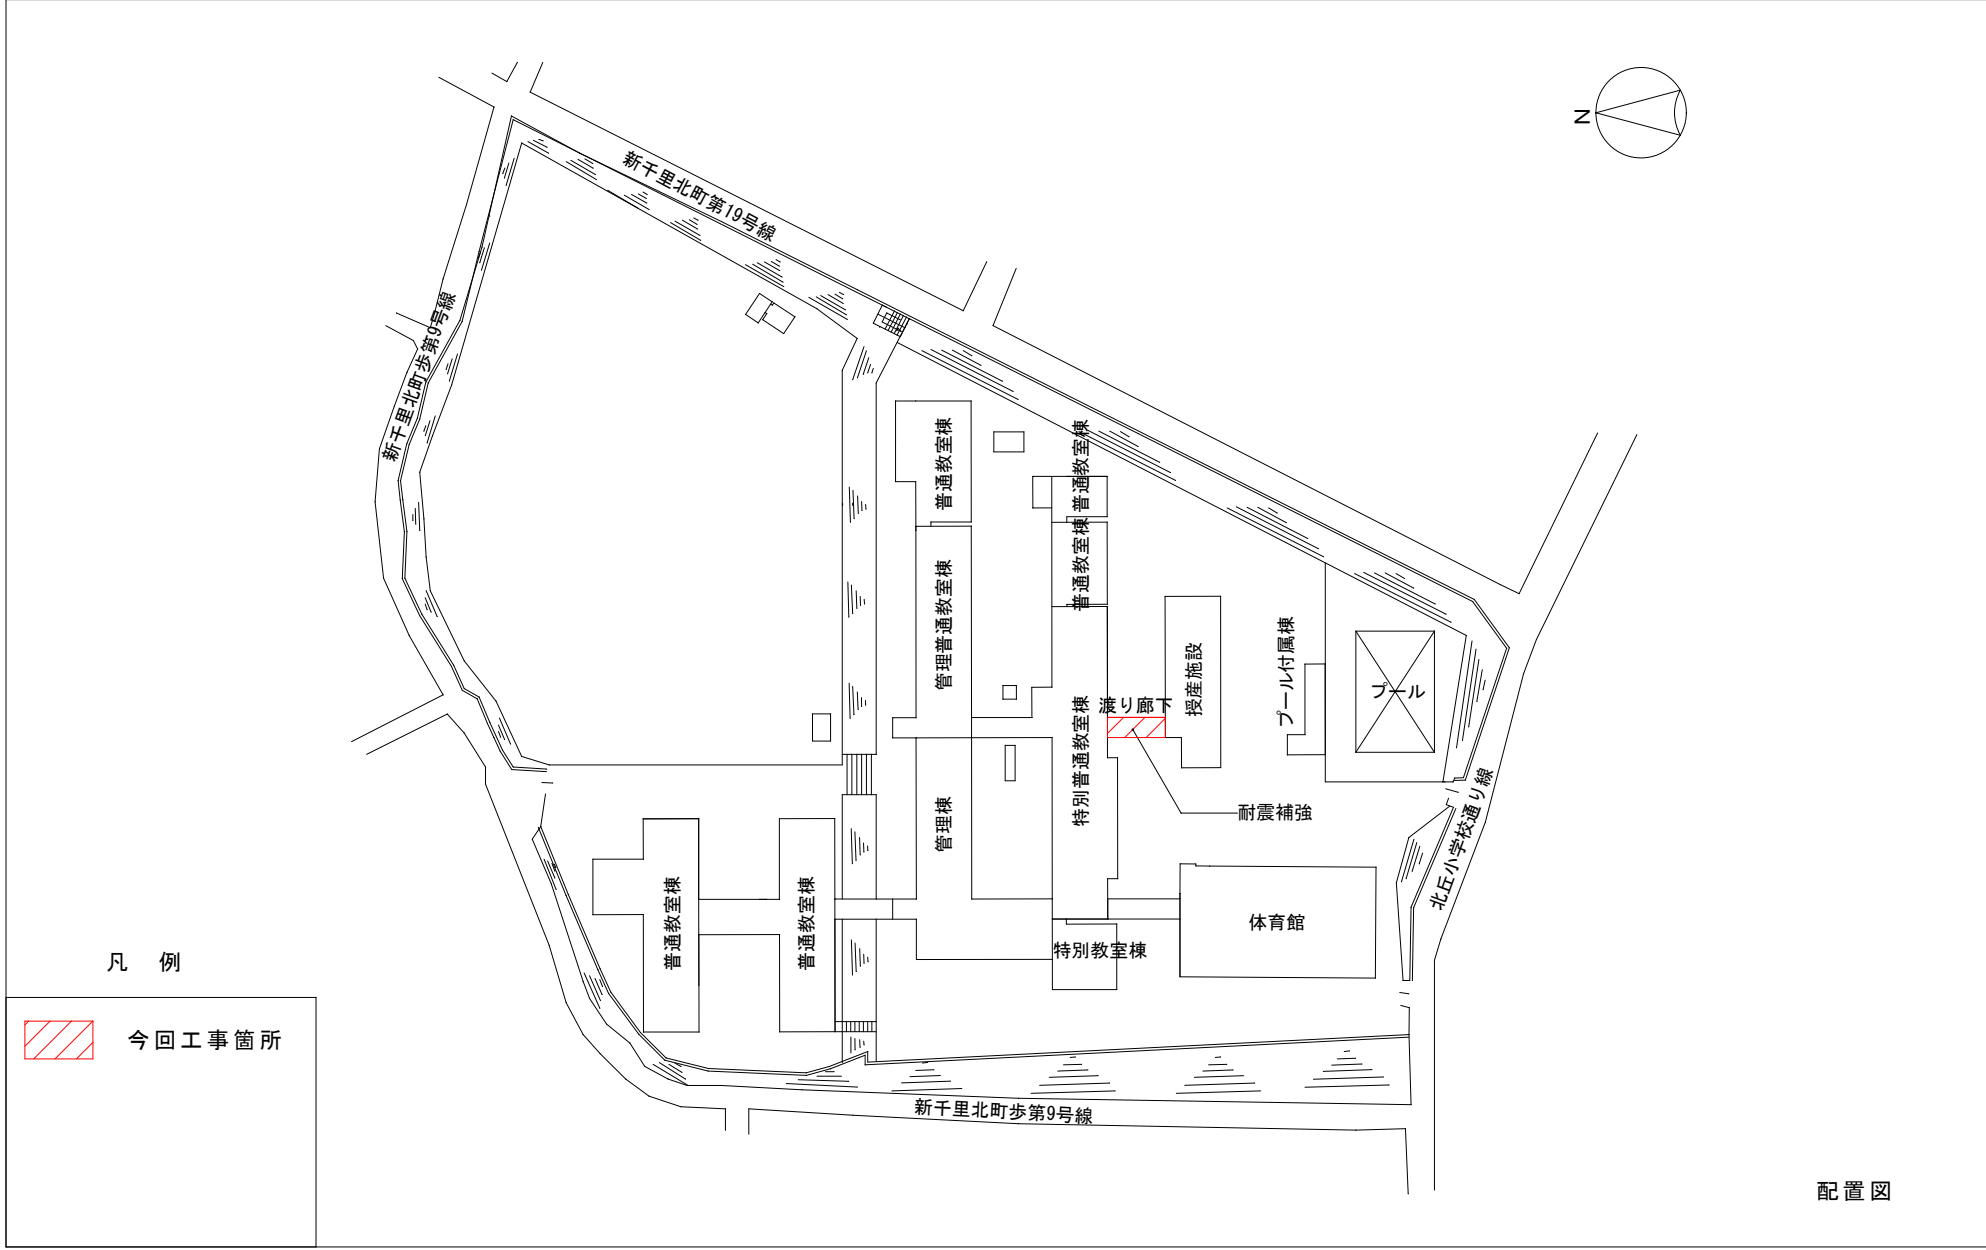 N
新千里北町第19号線
新千里北町歩第9号線
普通教室棟
普通教室棟
普通教室棟
管理普通教室棟
授産施設
プール付属棟
プール
渡り廊下
特別普通教室棟
耐震補強
管理棟
北丘小学校通り線
普通教室棟
普通教室棟
体育館
特別教室棟
凡 例
今回工事箇所
新千里北町歩第9号線
配置図